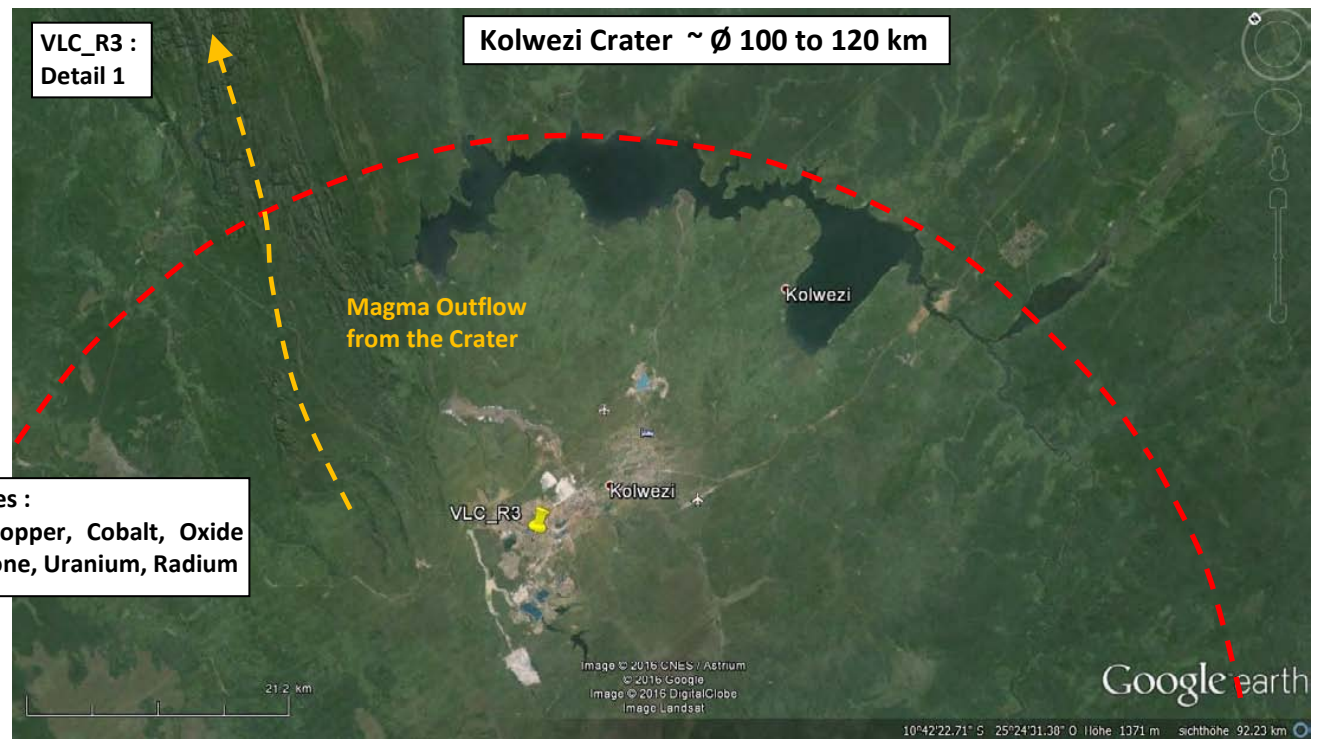 VLC_R3 :
Detail 1
Kolwezi Crater ~ Ø 100 to 120 km
Magma Outflow
from the Crater
Kolwezi
es :
opper, Cobalt, Oxide
one, Uranium, Radium
VLC_R3
Kolwezi
21.2 km
Image © 2016 CNES / Astrium
© 2016 Google
Image © 2016 DigitalGlobe
Image Landsat
Google earth
10°42'22.71" S 25°24'31.38" O Höhe 1371 m sichthöhe 92.23 km